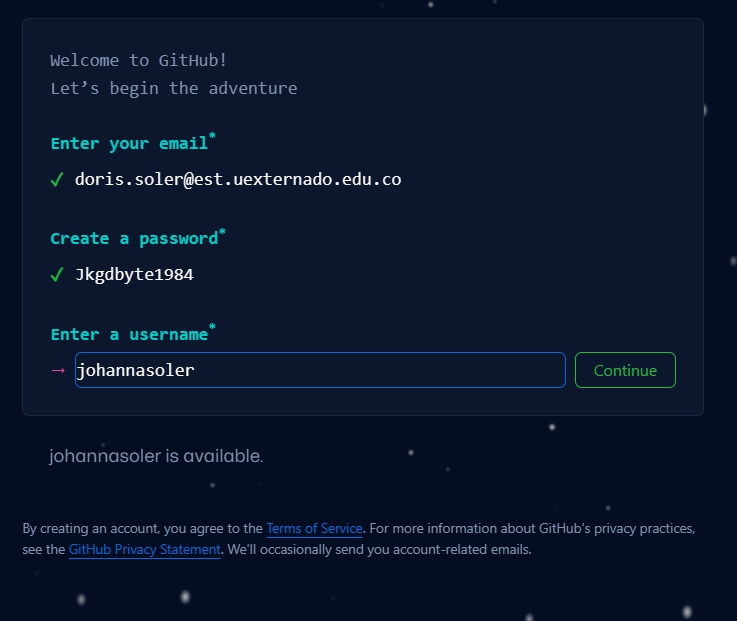 Welcome to GitHub!
Let’s begin the adventure
Enter your email*
✓ doris.soler@est.uexternado.edu.co
Create a password*
✓ Jkgdbyte1984
Enter a username*
→ johannasoler
Continue
johannasoler is available.
By creating an account, you agree to the Terms of Service. For more information about GitHub's privacy practices,
see the GitHub Privacy Statement. We'll occasionally send you account-related emails.